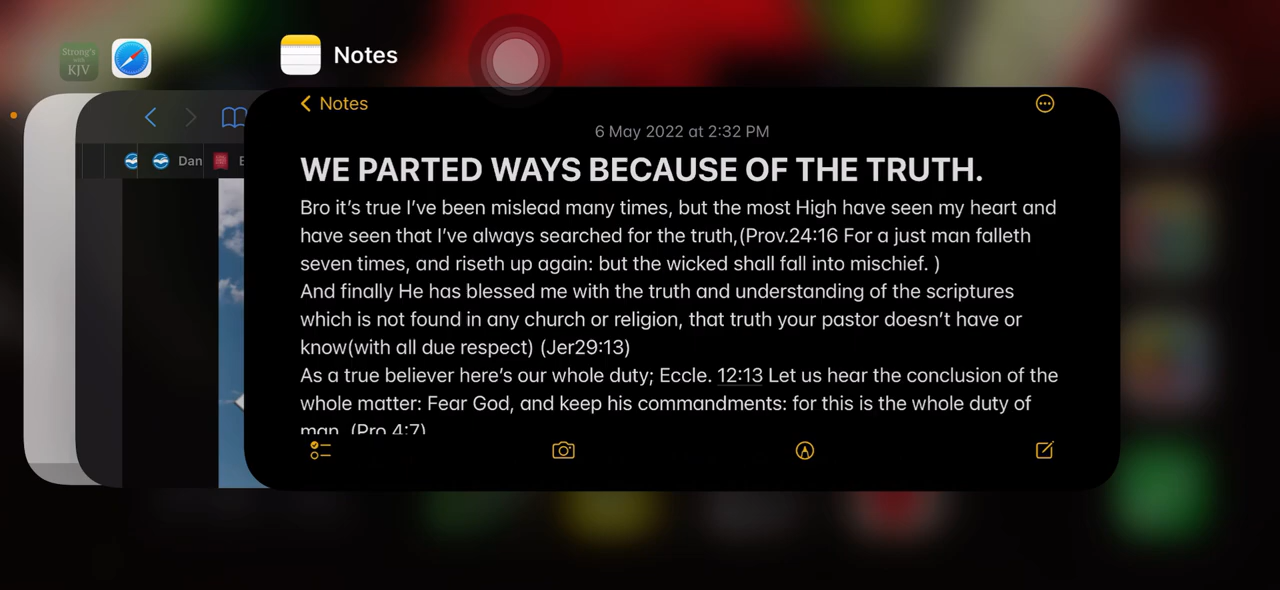 Strong's
with
KJV
Notes
Notes
6 May 2022 at 2:32 PM
WE PARTED WAYS BECAUSE OF THE TRUTH.
Bro it's true I've been mislead many times, but the most High have seen my heart and
have seen that I've always searched for the truth,(Prov.24:16 For a just man falleth
seven times, and riseth up again: but the wicked shall fall into mischief. )
And finally He has blessed me with the truth and understanding of the scriptures
which is not found in any church or religion, that truth your pastor doesn't have or
know(with all due respect) (Jer29:13)
As a true believer here's our whole duty; Eccle. 12:13 Let us hear the conclusion of the
whole matter: Fear God, and keep his commandments: for this is the whole duty of
man. (Pro 4:7)
Dan